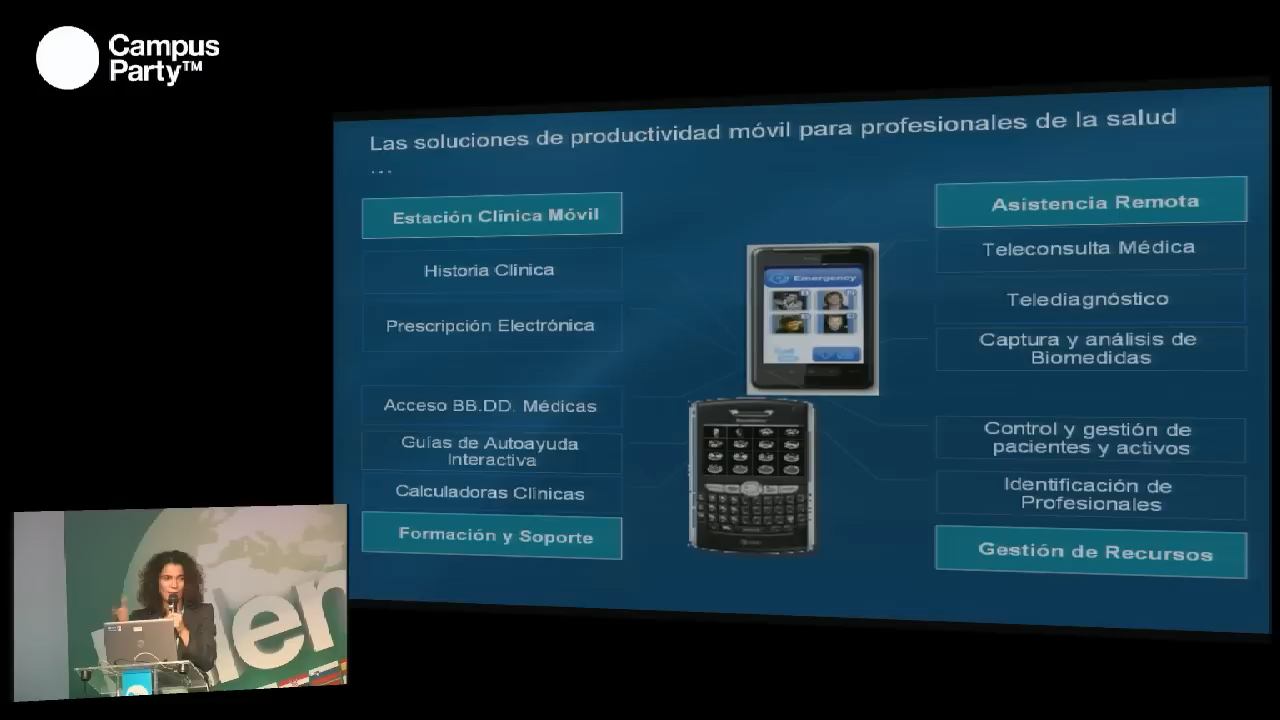 Campus
Party™
Las soluciones de productividad móvil para profesionales de la salud
...
Estación Clínica Móvil
Historia Clínica
Prescripción Electrónica
Acceso BB.DD. Médicas
Guías de Autoayuda
Interactiva
Calculadoras Clínicas
Formación y Soporte
Emergency
Asistencia Remota
Teleconsulta Médica
Telediagnóstico
Captura y análisis de
Biomedidas
Control y gestión de
pacientes y activos
Identificación de
Profesionales
Gestión de Recursos